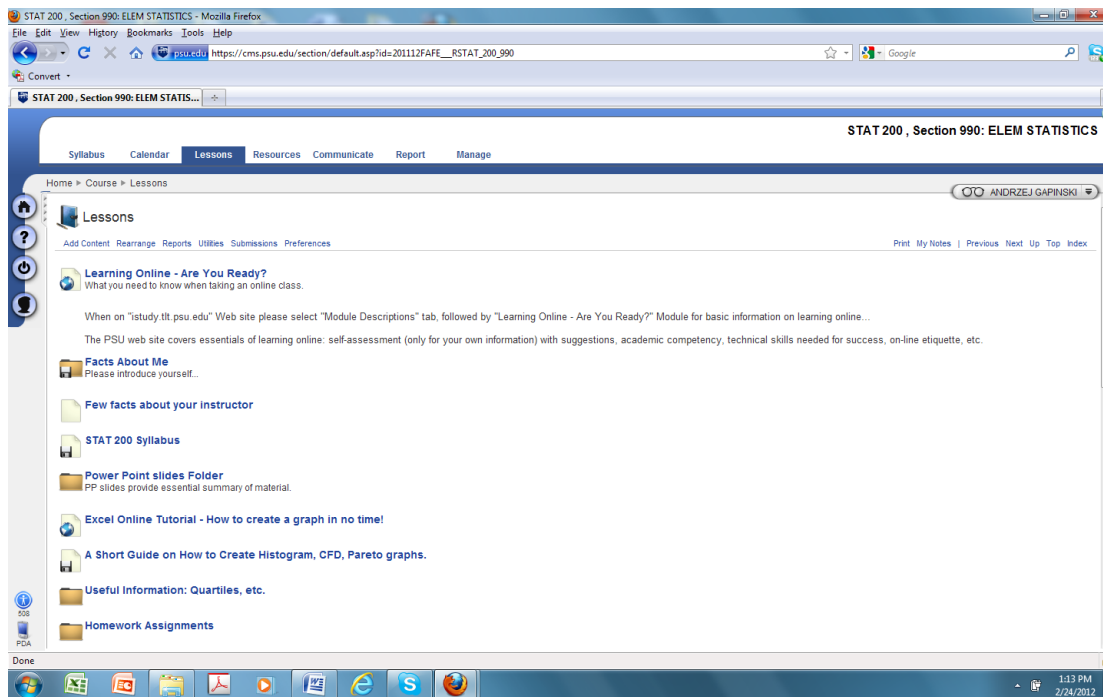 STAT 200 , Section 990: ELEM STATISTICS - Mozilla Firefox
File Edit View History Bookmarks Tools Help
psu.edu https://cms.psu.edu/section/default.asp?id=201112FAFE__RSTAT_200_990
Google
Convert
STAT 200 , Section 990: ELEM STATIS...
STAT 200 , Section 990: ELEM STATISTICS
Syllabus Calendar Lessons Resources Communicate Report Manage
Home Course Lessons
ANDRZEJ GAPINSKI
Lessons
Add Content Rearrange Reports Utilities Submissions Preferences
Print My Notes | Previous Next Up Top Index
Learning Online - Are You Ready?
What you need to know when taking an online class.
When on "istudy.tlt.psu.edu" Web site please select "Module Descriptions" tab, followed by "Learning Online - Are You Ready?" Module for basic information on learning online...
The PSU web site covers essentials of learning online: self-assessment (only for your own information) with suggestions, academic competency, technical skills needed for success, on-line etiquette, etc.
Facts About Me
Please introduce yourself...
Few facts about your instructor
STAT 200 Syllabus
Power Point slides Folder
PP slides provide essential summary of material.
Excel Online Tutorial - How to create a graph in no time!
A Short Guide on How to Create Histogram, CFD, Pareto graphs.
Useful Information: Quartiles, etc.
Homework Assignments
508
PDA
Done
1:13 PM
2/24/2012